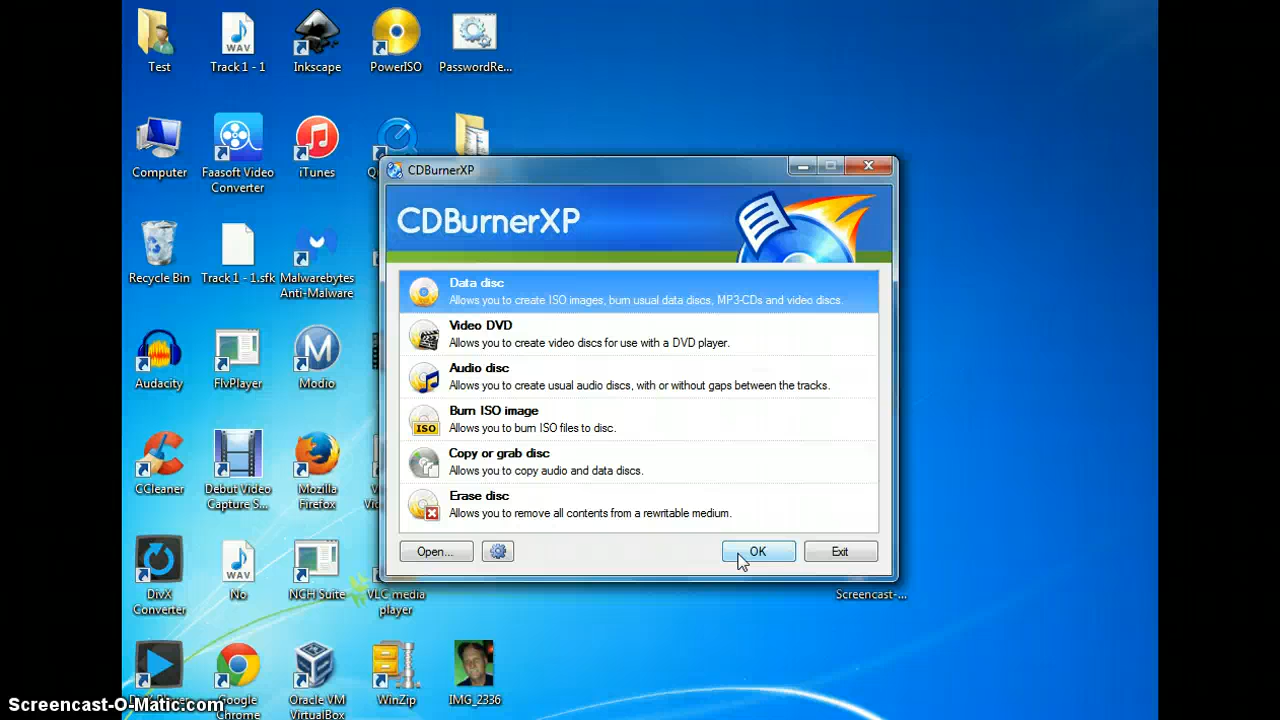 Test
Track 1 - 1
Inkscape
PowerISO
PasswordRe...
WAV
Computer
Faasoft Video
Converter
iTunes
Recycle Bin
Track 1 - 1.sfk
Malwarebytes
Anti-Malware
Audacity
FlvPlayer
Modio
CCleaner
Debut Video
Capture S...
Mozilla
Firefox
DivX
Converter
WAV
No
NCH Suite
VLC media
player
Screencast-...
Google
Chrome
Oracle VM
VirtualBox
WinZip
IMG_2336
CDBurnerXP
CDBurnerXP
Data disc
Allows you to create ISO images, burn usual data discs, MP3-CDs and video discs.
Video DVD
Allows you to create video discs for use with a DVD player.
Audio disc
Allows you to create usual audio discs, with or without gaps between the tracks.
ISO
Burn ISO image
Allows you to burn ISO files to disc.
Copy or grab disc
Allows you to copy audio and data discs.
Erase disc
Allows you to remove all contents from a rewritable medium.
Open...
OK
Exit
Screencast-O-Matic.com